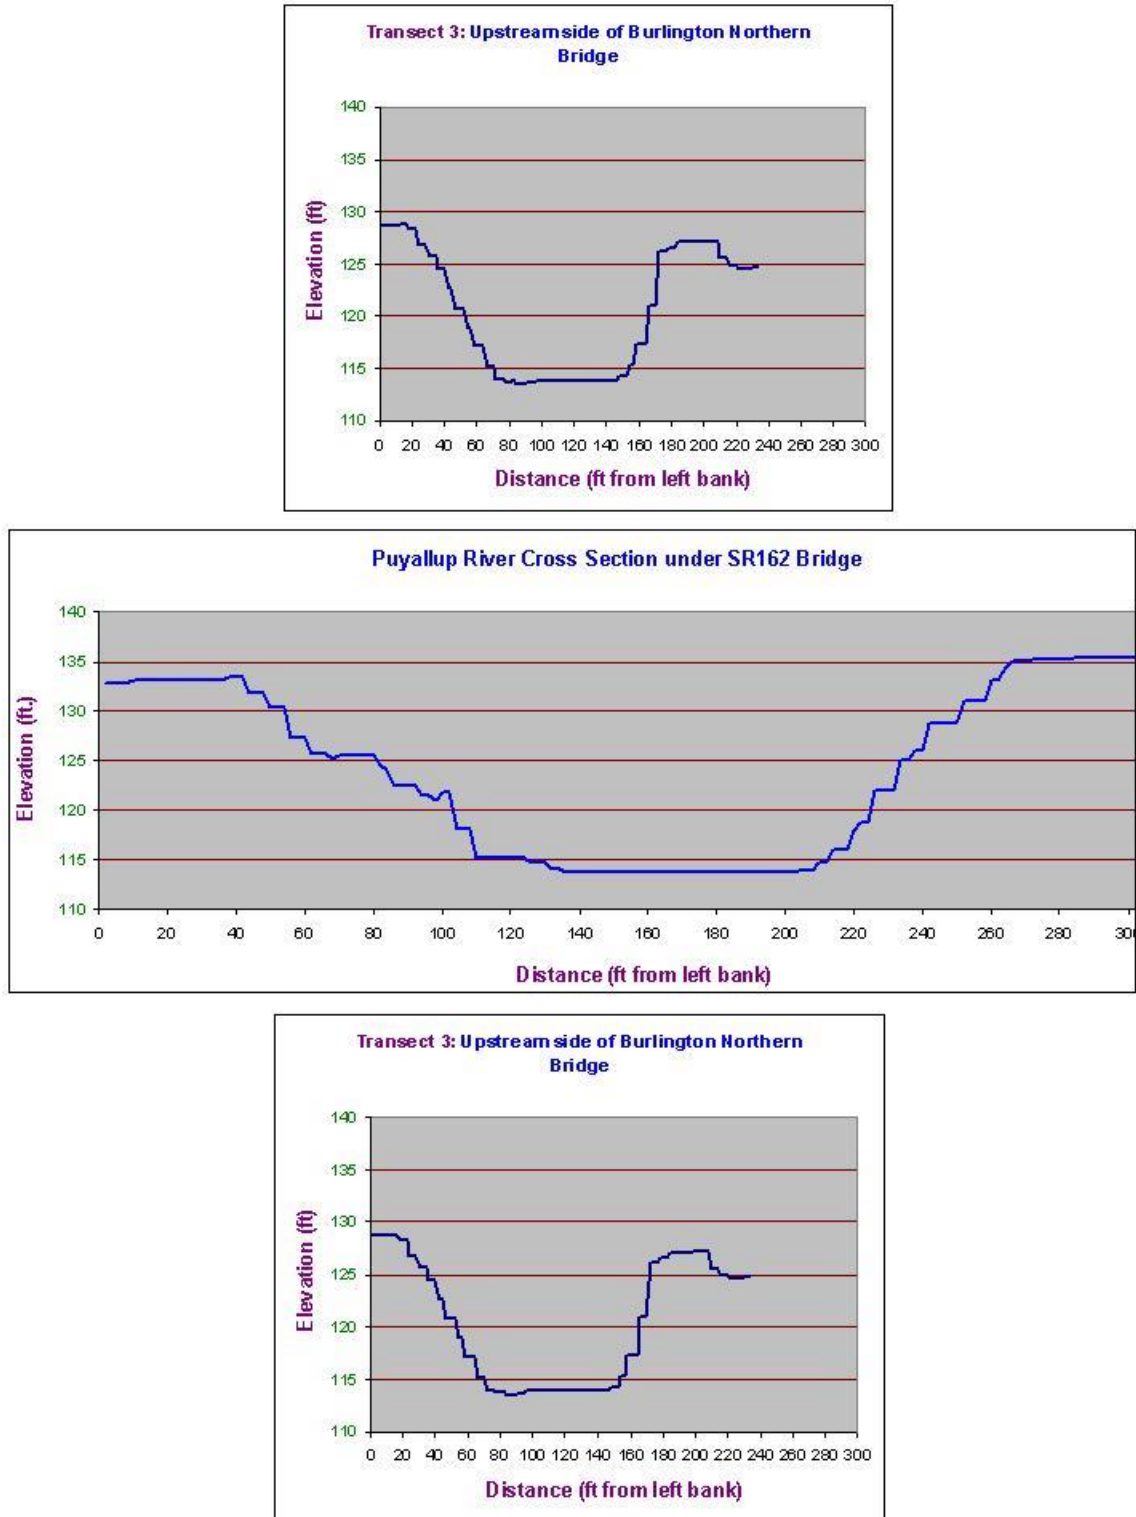 Transect 3: Upstream side of Burlington Northern
Bridge
140
135
130
125
120
115
110
Elevation (ft)
0 20 40 60 80 100 120 140 160 180 200 220 240 260 280 300
Distance (ft from left bank)
Puyallup River Cross Section under SR162 Bridge
140
135
130
125
120
115
110
Elevation (ft.)
0 20 40 60 80 100 120 140 160 180 200 220 240 260 280 300
Distance (ft from left bank)
Transect 3: Upstream side of Burlington Northern
Bridge
140
135
130
125
120
115
110
Elevation (ft)
0 20 40 60 80 100 120 140 160 180 200 220 240 260 280 300
Distance (ft from left bank)